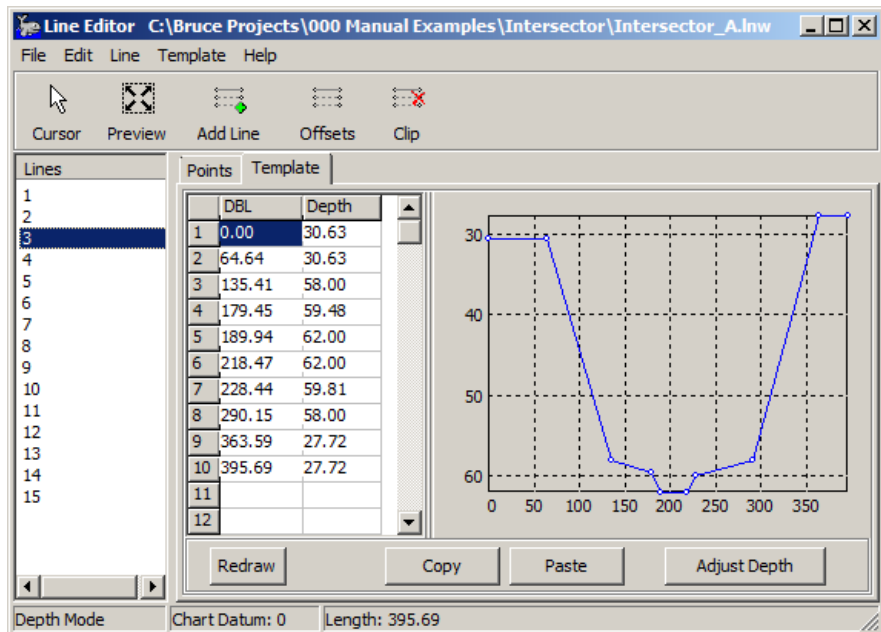 Line Editor C:\Bruce Projects\000 Manual Examples\Intersector\Intersector_A.lnw
File Edit Line Template Help
Cursor Preview Add Line Offsets Clip
Lines
1
2
3
4
5
6
7
8
9
10
11
12
13
14
15
Points Template
DBL Depth
1 0.00 30.63
2 64.64 30.63
3 135.41 58.00
4 179.45 59.48
5 189.94 62.00
6 218.47 62.00
7 228.44 59.81
8 290.15 58.00
9 363.59 27.72
10 395.69 27.72
11
12
30
40
50
60
0 50 100 150 200 250 300 350
Redraw Copy Paste Adjust Depth
Depth Mode Chart Datum: 0 Length: 395.69